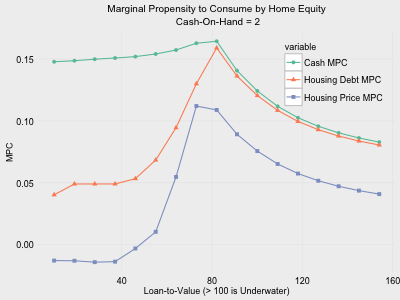 Marginal Propensity to Consume by Home Equity
Cash-On-Hand = 2
variable
Cash MPC
Housing Debt MPC
Housing Price MPC
MPC
0.15
0.10
0.05
0.00
40
80
120
160
Loan-to-Value (> 100 is Underwater)